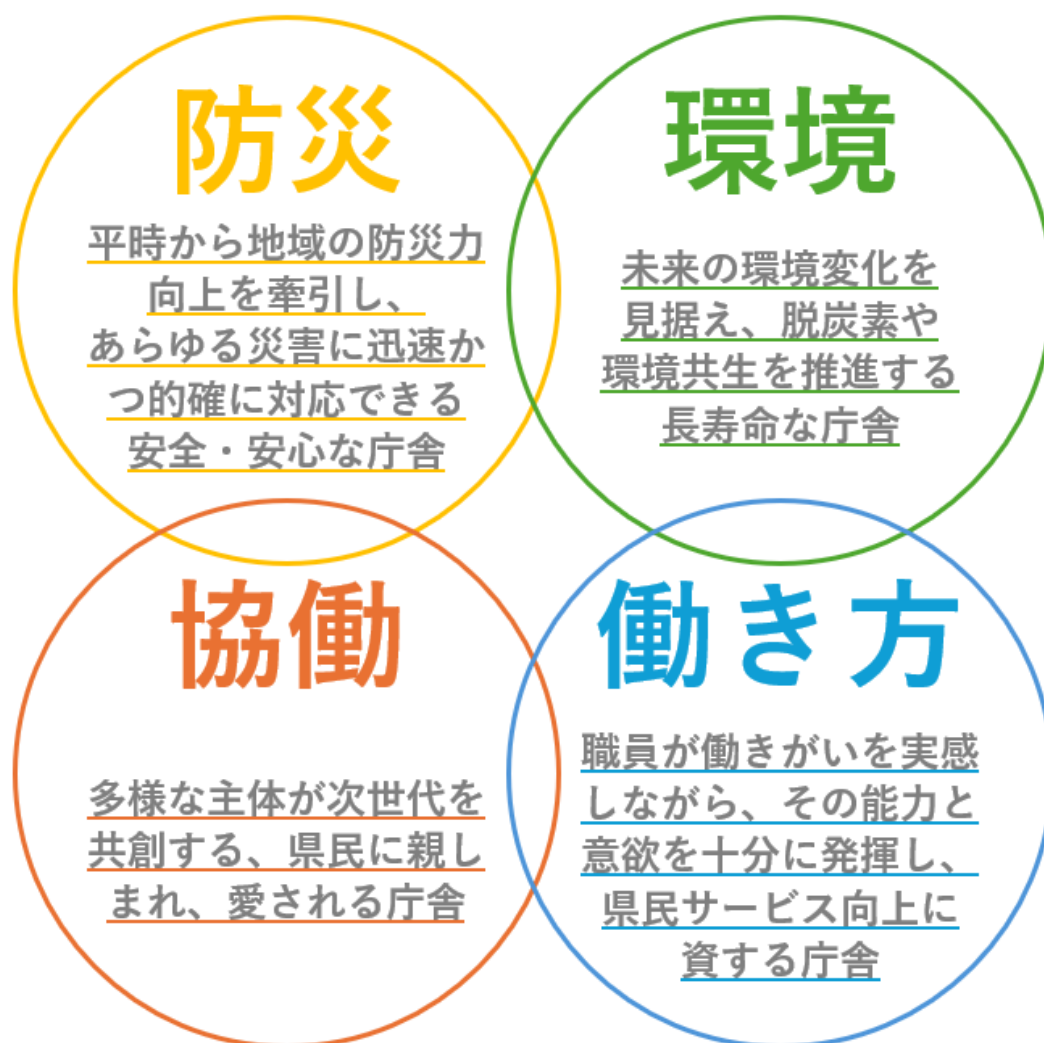 防災
平時から地域の防災力
向上を牽引し、
あらゆる災害に迅速か
つ的確に対応できる
安全・安心な庁舎
環境
未来の環境変化を
見据え、脱炭素や
環境共生を推進する
長寿命な庁舎
協働
多様な主体が次世代を
共創する、県民に親し
まれ、愛される庁舎
働き方
職員が働きがいを実感
しながら、その能力と
意欲を十分に発揮し、
県民サービス向上に
資する庁舎